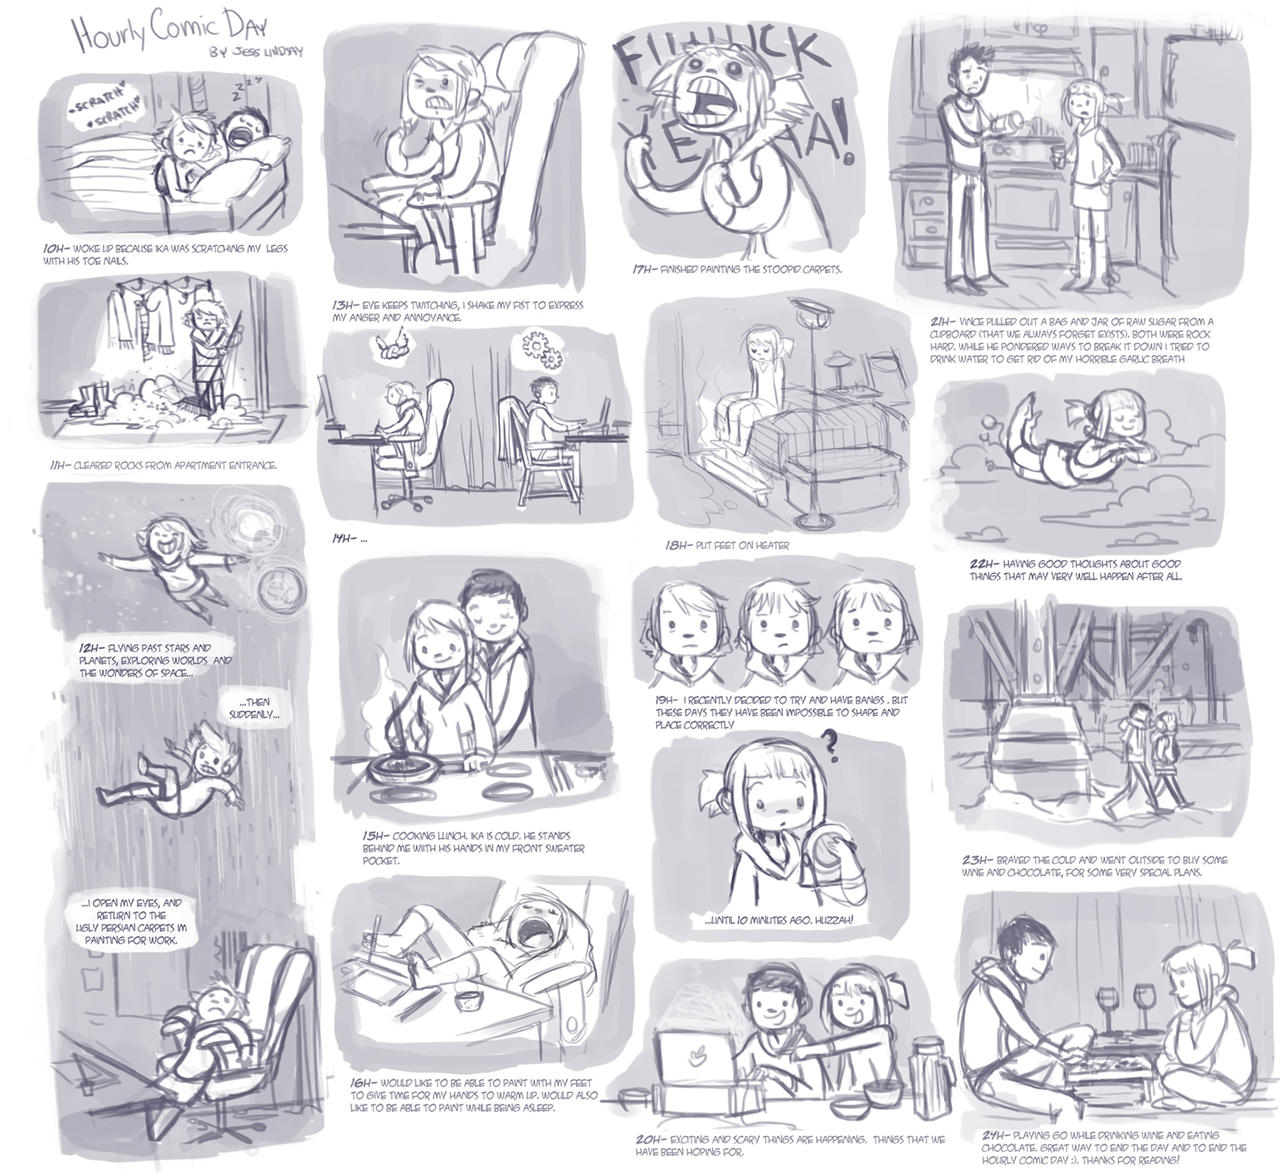 Hourly Comic Day
BY JESS LINDSAY
*SCRATCH*
*SCRATCH*
Z Z Z Z
10H- WOKE UP BECAUSE IKA WAS SCRATCHING MY LEGS
WITH HIS TOE NAILS.
11H- CLEARED ROCKS FROM APARTMENT ENTRANCE.
12H- FLYING PAST STARS AND
PLANETS, EXPLORING WORLDS AND
THE WONDERS OF SPACE...
...THEN
SUDDENLY...
...I OPEN MY EYES, AND
RETURN TO THE
UGLY PERSIAN CARPETS IM
PAINTING FOR WORK.
13H- EYE KEEPS TWITCHING, I SHAKE MY FIST TO EXPRESS
MY ANGER AND ANNOYANCE.
14H- ...
15H- COOKING LUNCH. IKA IS COLD. HE STANDS
BEHIND ME WIITH HIS HANDS IN MY FRONT SWEATER
POCKET.
16H- WOULD LIKE TO BE ABLE TO PAINT WITH MY FEET
TO GIVE TIME FOR MY HANDS TO WARM UP. WOULD ALSO
LIKE TO BE ABLE TO PAINT WHILE BEING ASLEEP.
17H- FINISHED PAINTING THE STOOPID CARPETS.
18H- PUT FEET ON HEATER
19H- I RECENTLY DECIDED TO TRY AND HAVE BANGS. BUT
THESE DAYS THEY HAVE BEEN IMPOSSIBLE TO SHAPE AND
PLACE CORRECTLY
?
...UNTIL 10 MINUTES AGO. HUZZAH!
20H- EXCITING AND SCARY THINGS ARE HAPPENING. THINGS THAT WE
HAVE BEEN HOPING FOR.
21H- VINCE PULLED OUT A BAG AND JAR OF RAW SUGAR FROM A
CUPBOARD (THAT WE ALWAYS FORGET EXISTS). BOTH WERE ROCK
HARD. WHILE HE PONDERED WAYS TO BREAK IT DOWN I TRIED TO
DRINK WATER TO GET RID OF MY HORRIBLE GARLIC BREATH
22H- HAVING GOOD THOUGHTS ABOUT GOOD
THINGS THAT MAY VERY WELL HAPPEN AFTER ALL.
23H- BRAVED THE COLD AND WENT OUTSIDE TO BUY SOME
WINE AND CHOCOLATE, FOR SOME VERY SPECIAL PLANS.
24H- PLAYING GO WHILE DRINKING WINE AND EATING
CHOCOLATE. GREAT WAY TO END THE DAY AND TO END THE
HOURLY COMIC DAY :). THANKS FOR READING!